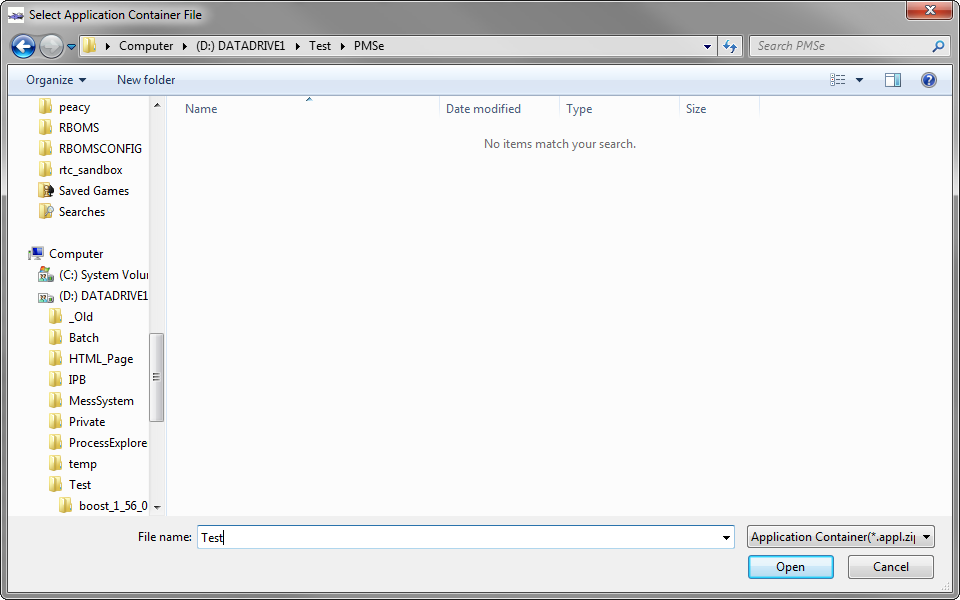 Select Application Container File
Computer (D:) DATADRIVE1 Test PMSe
Search PMSe
Organize New folder
peacy
RBOMS
RBOMSCONFIG
rtc_sandbox
Saved Games
Searches
Computer
(C:) System Volu
(D:) DATADRIVE1
_Old
Batch
HTML_Page
IPB
MessSystem
Private
ProcessExplore
temp
Test
boost_1_56_0
Name Date modified Type Size
No items match your search.
File name: Test
Application Container(*.appl.zip
Open Cancel